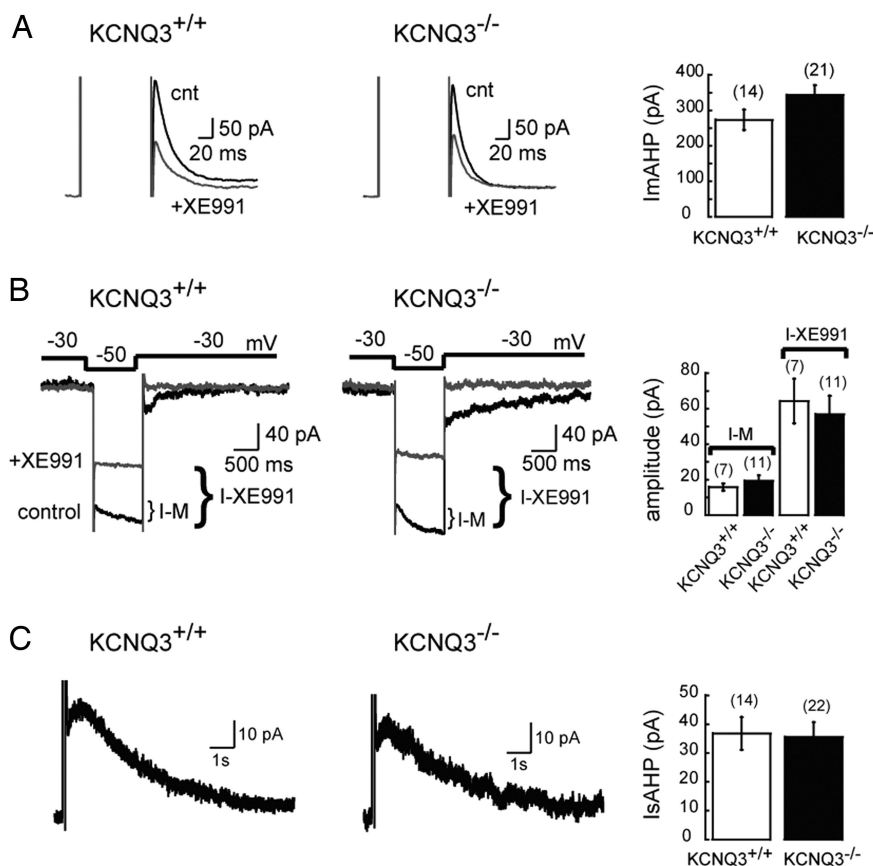 A
KCNQ3+/+
KCNQ3-/-
cnt
50 pA
20 ms
+XE991
cnt
50 pA
20 ms
+XE991
ImAHP (pA)
400
300
200
100
0
(14)
(21)
KCNQ3+/+
KCNQ3-/-
B
KCNQ3+/+
KCNQ3-/-
-30
-50
-30
mV
-30
-50
-30
mV
+XE991
control
40 pA
500 ms
} I-M
} I-XE991
40 pA
500 ms
} I-M
} I-XE991
amplitude (pA)
80
60
40
20
0
I-XE991
(7)
(11)
I-M
(7)
(11)
KCNQ3+/+
KCNQ3-/-
KCNQ3+/+
KCNQ3-/-
C
KCNQ3+/+
KCNQ3-/-
10 pA
1s
10 pA
1s
IsAHP (pA)
50
40
30
20
10
0
(14)
(22)
KCNQ3+/+
KCNQ3-/-